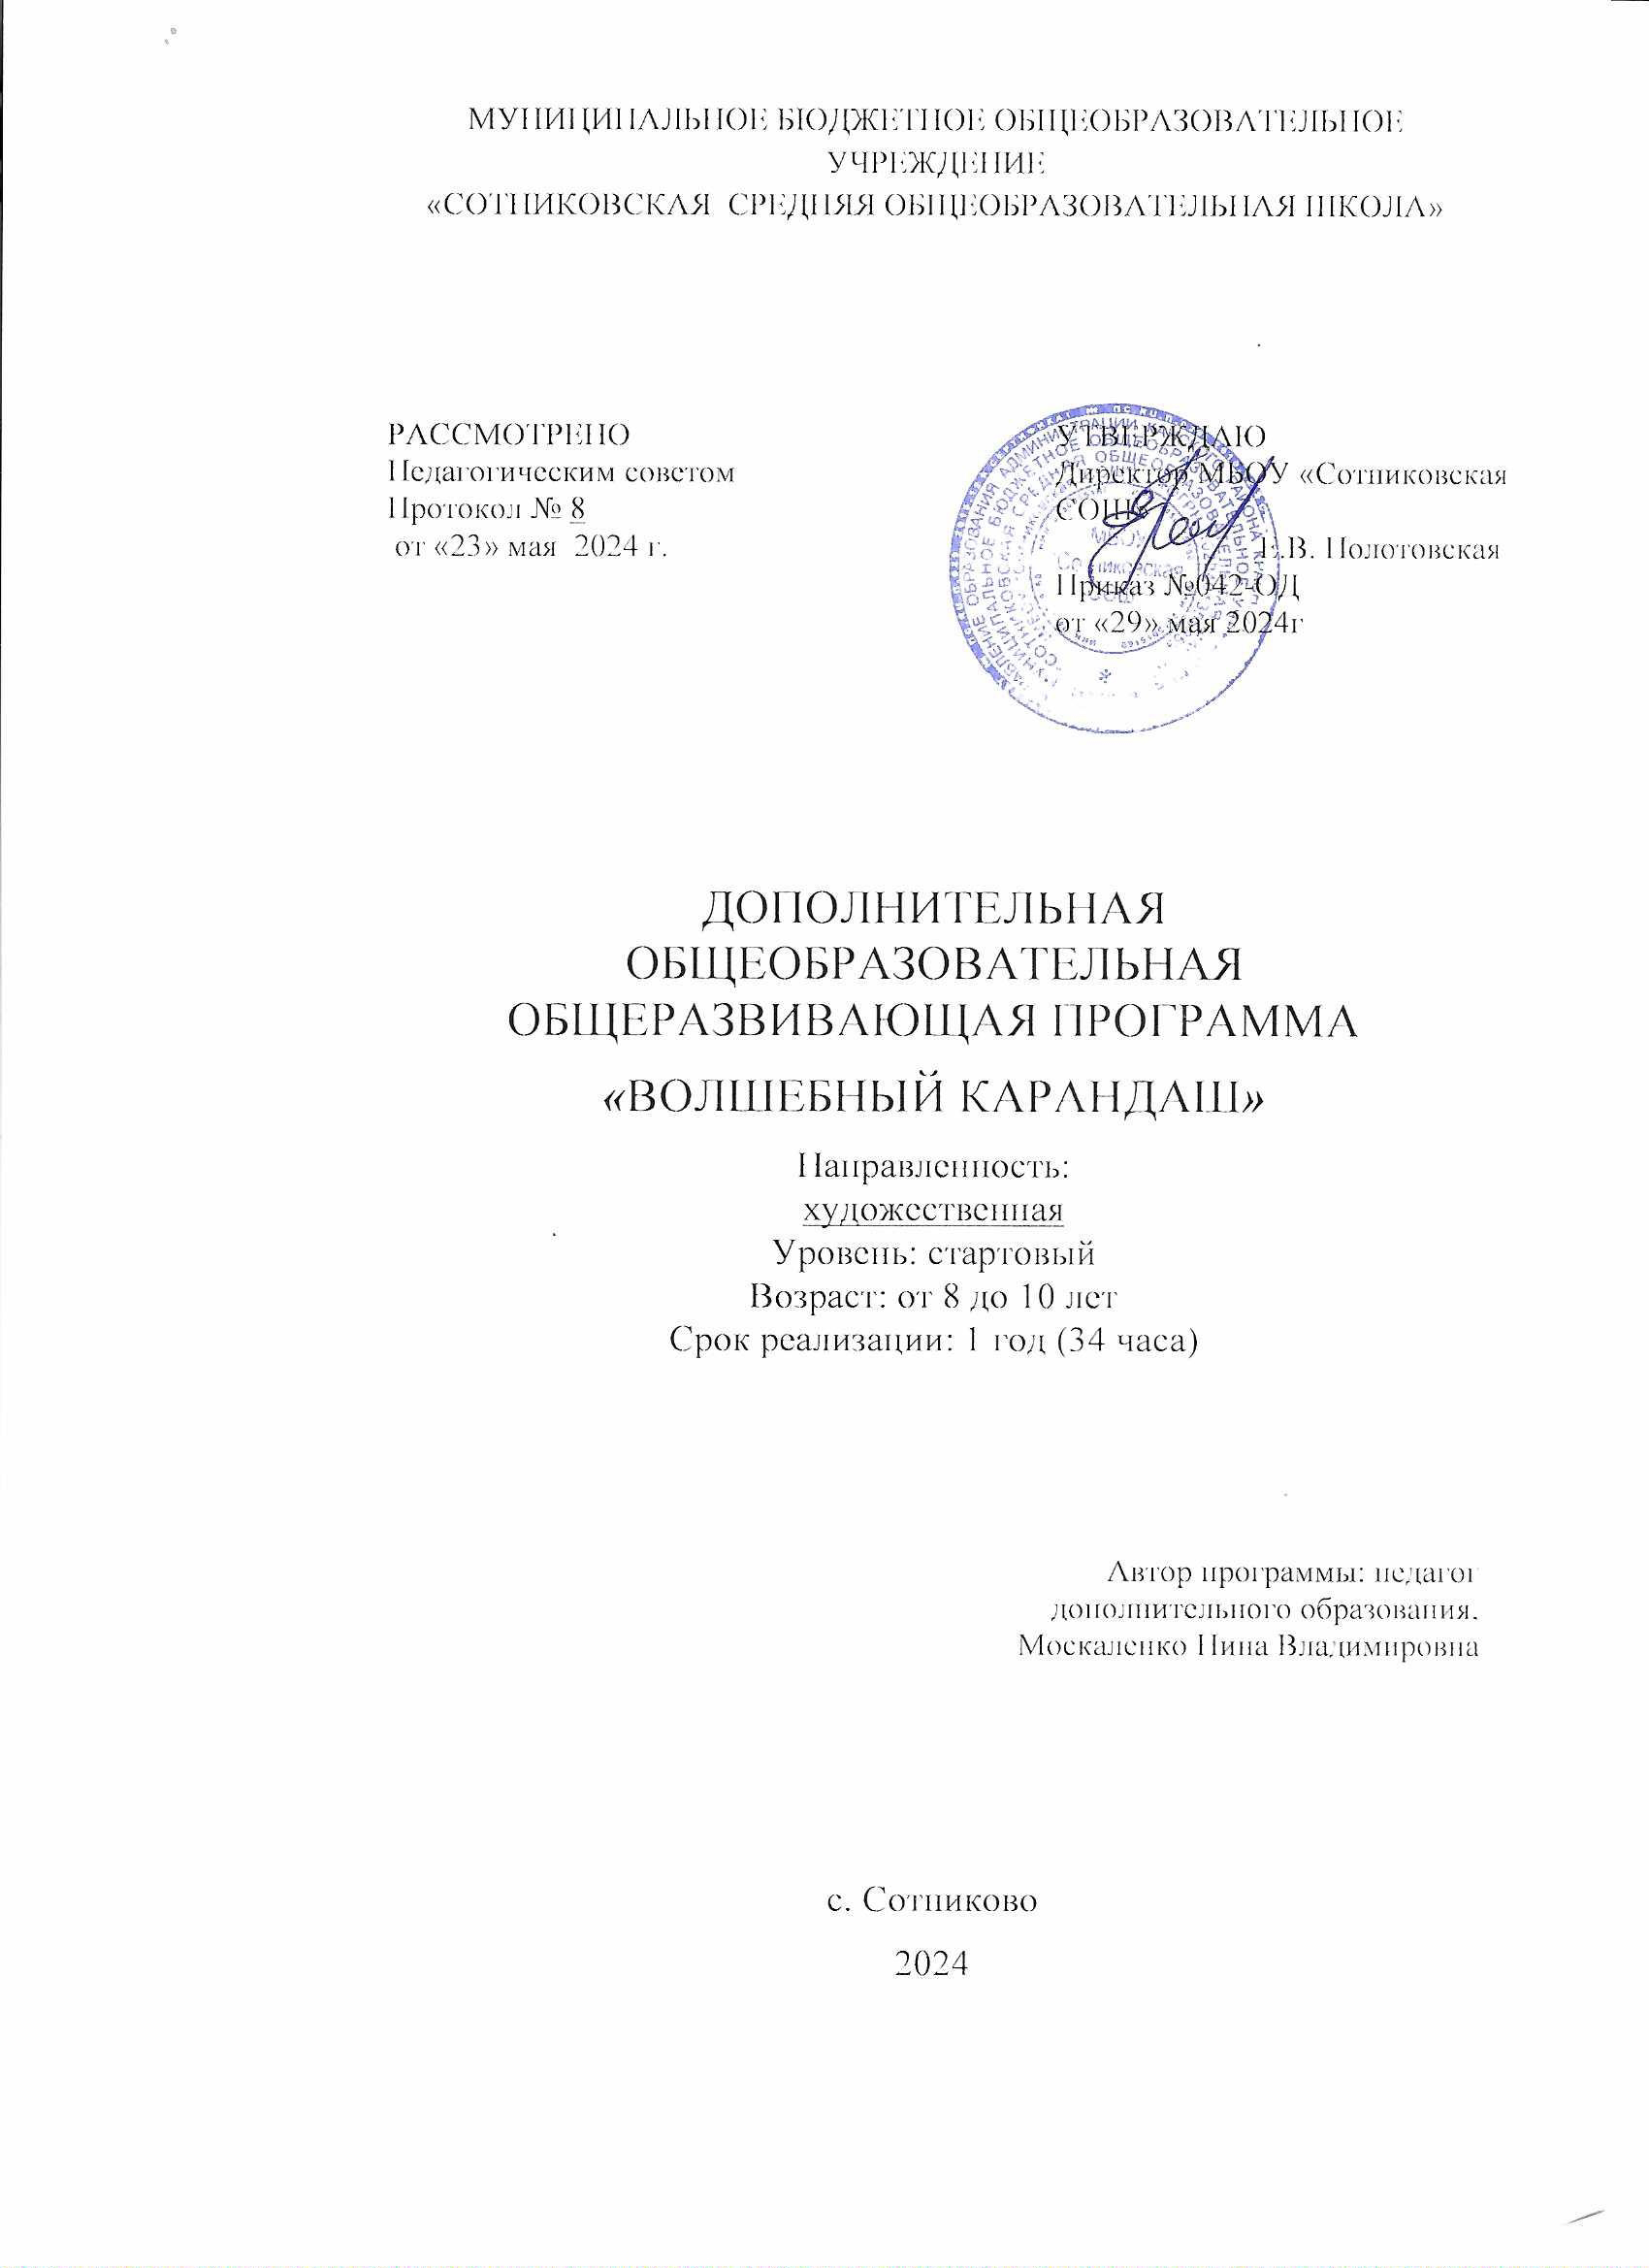 МУНИЦИПАЛЬНОЕ БЮДЖЕТНОЕ ОБЩЕОБРАЗОВАТЕЛЬНОЕ
УЧРЕЖДЕНИЕ
«СОТНИКОВСКАЯ СРЕДНЯЯ ОБЩЕОБРАЗОВАТЕЛЬНАЯ ШКОЛА»
РАССМОТРЕНО
Педагогическим советом
Протокол № 8
от «23» мая 2024 г.
УТВЕРЖДАЮ
Директор МБОУ «Сотниковская
СОШ»
Е.В. Полотовская
Приказ №042-ОД
от «29» мая 2024г
ДОПОЛНИТЕЛЬНАЯ
ОБЩЕОБРАЗОВАТЕЛЬНАЯ
ОБЩЕРАЗВИВАЮЩАЯ ПРОГРАММА
«ВОЛШЕБНЫЙ КАРАНДАШ»
Направленность:
художественная
Уровень: стартовый
Возраст: от 8 до 10 лет
Срок реализации: 1 год (34 часа)
Автор программы: педагог
дополнительного образования.
Москаленко Нина Владимировна
с. Сотниково
2024